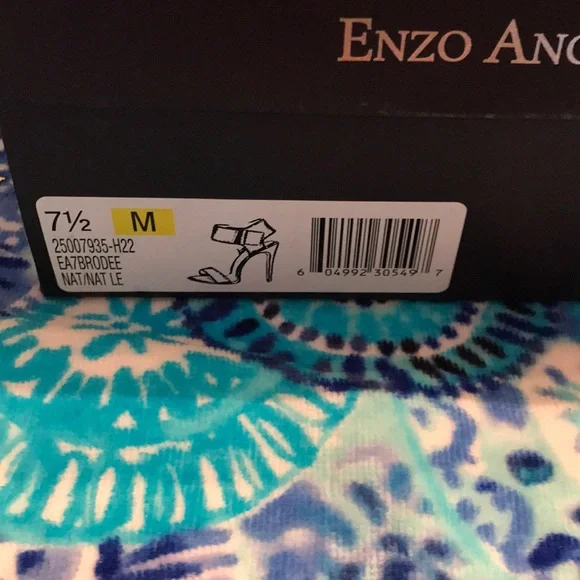 ENZO ANG
7½ M
25007935-H22
EA7BRODEE
NAT/NAT LE
6 04992 30549 7